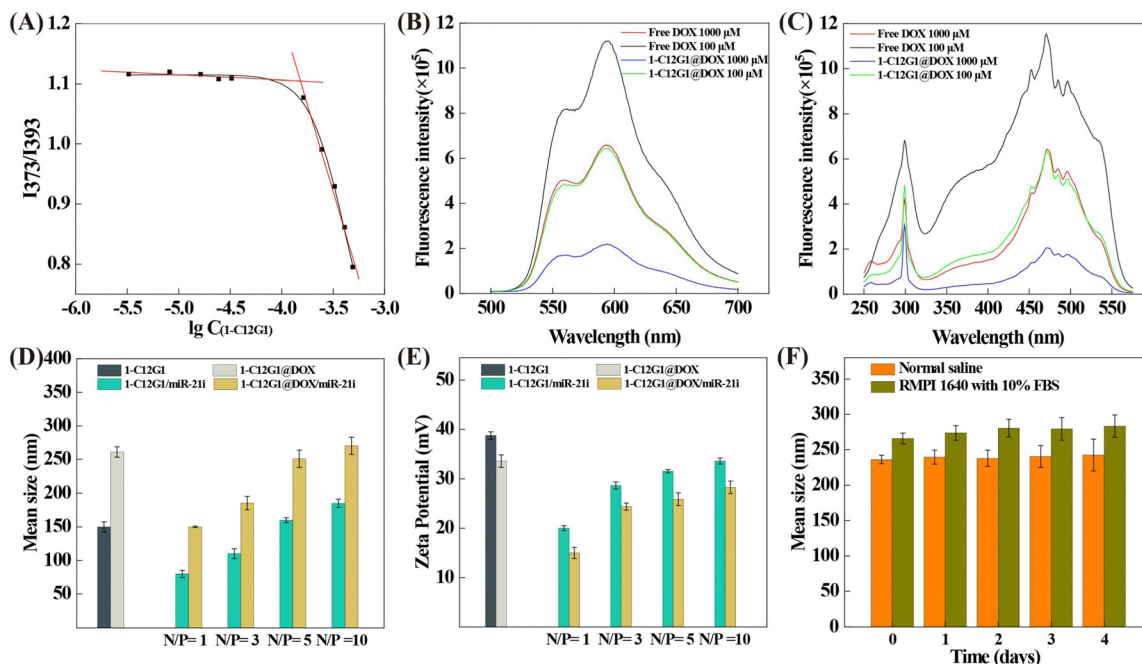 (A)
1.2
1.1
1.0
0.9
0.8
I373/I393
-6.0 -5.5 -5.0 -4.5 -4.0 -3.5 -3.0
lg C(1-C12G1)
(B)
12
10
8
6
4
2
0
Fluorescence intensity(×10⁵)
Free DOX 1000 μM
Free DOX 100 μM
1-C12G1@DOX 1000 μM
1-C12G1@DOX 100 μM
500 550 600 650 700
Wavelength (nm)
(C)
12
10
8
6
4
2
0
Fluorescence intensity(×10⁵)
Free DOX 1000 μM
Free DOX 100 μM
1-C12G1@DOX 1000 μM
1-C12G1@DOX 100 μM
250 300 350 400 450 500 550
Wavelength (nm)
(D)
400
350
300
250
200
150
100
50
Mean size (nm)
1-C12G1 1-C12G1@DOX
1-C12G1/miR-21i 1-C12G1@DOX/miR-21i
N/P= 1 N/P= 3 N/P= 5 N/P =10
(E)
50
40
30
20
10
Zeta Potential (mV)
1-C12G1 1-C12G1@DOX
1-C12G1/miR-21i 1-C12G1@DOX/miR-21i
N/P= 1 N/P= 3 N/P= 5 N/P =10
(F)
350
300
250
200
150
100
50
0
Mean size (nm)
Normal saline
RMPI 1640 with 10% FBS
0 1 2 3 4
Time (days)